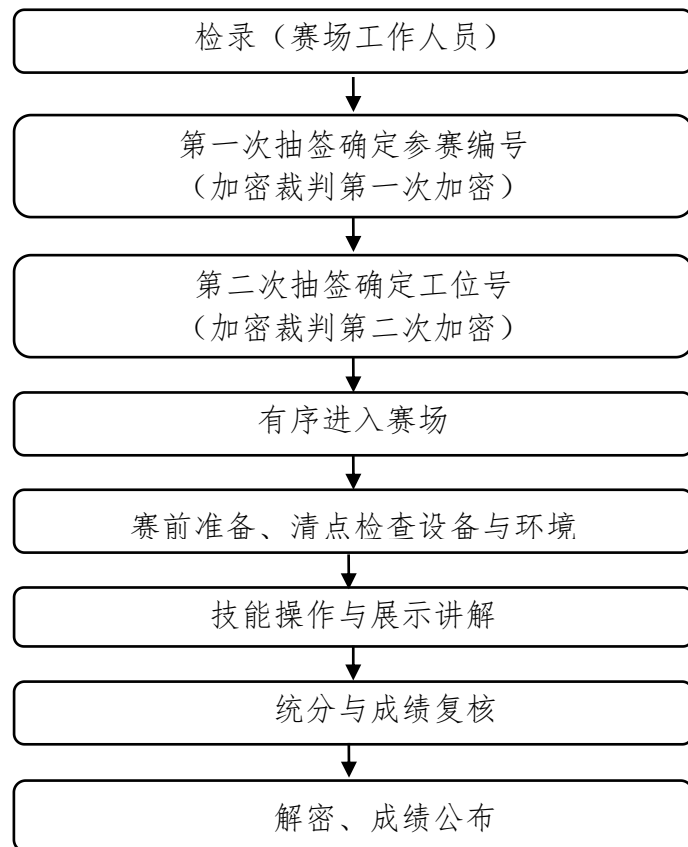 检录（赛场工作人员）
第一次抽签确定参赛编号
（加密裁判第一次加密）
第二次抽签确定工位号
（加密裁判第二次加密）
有序进入赛场
赛前准备、清点检查设备与环境
技能操作与展示讲解
统分与成绩复核
解密、成绩公布